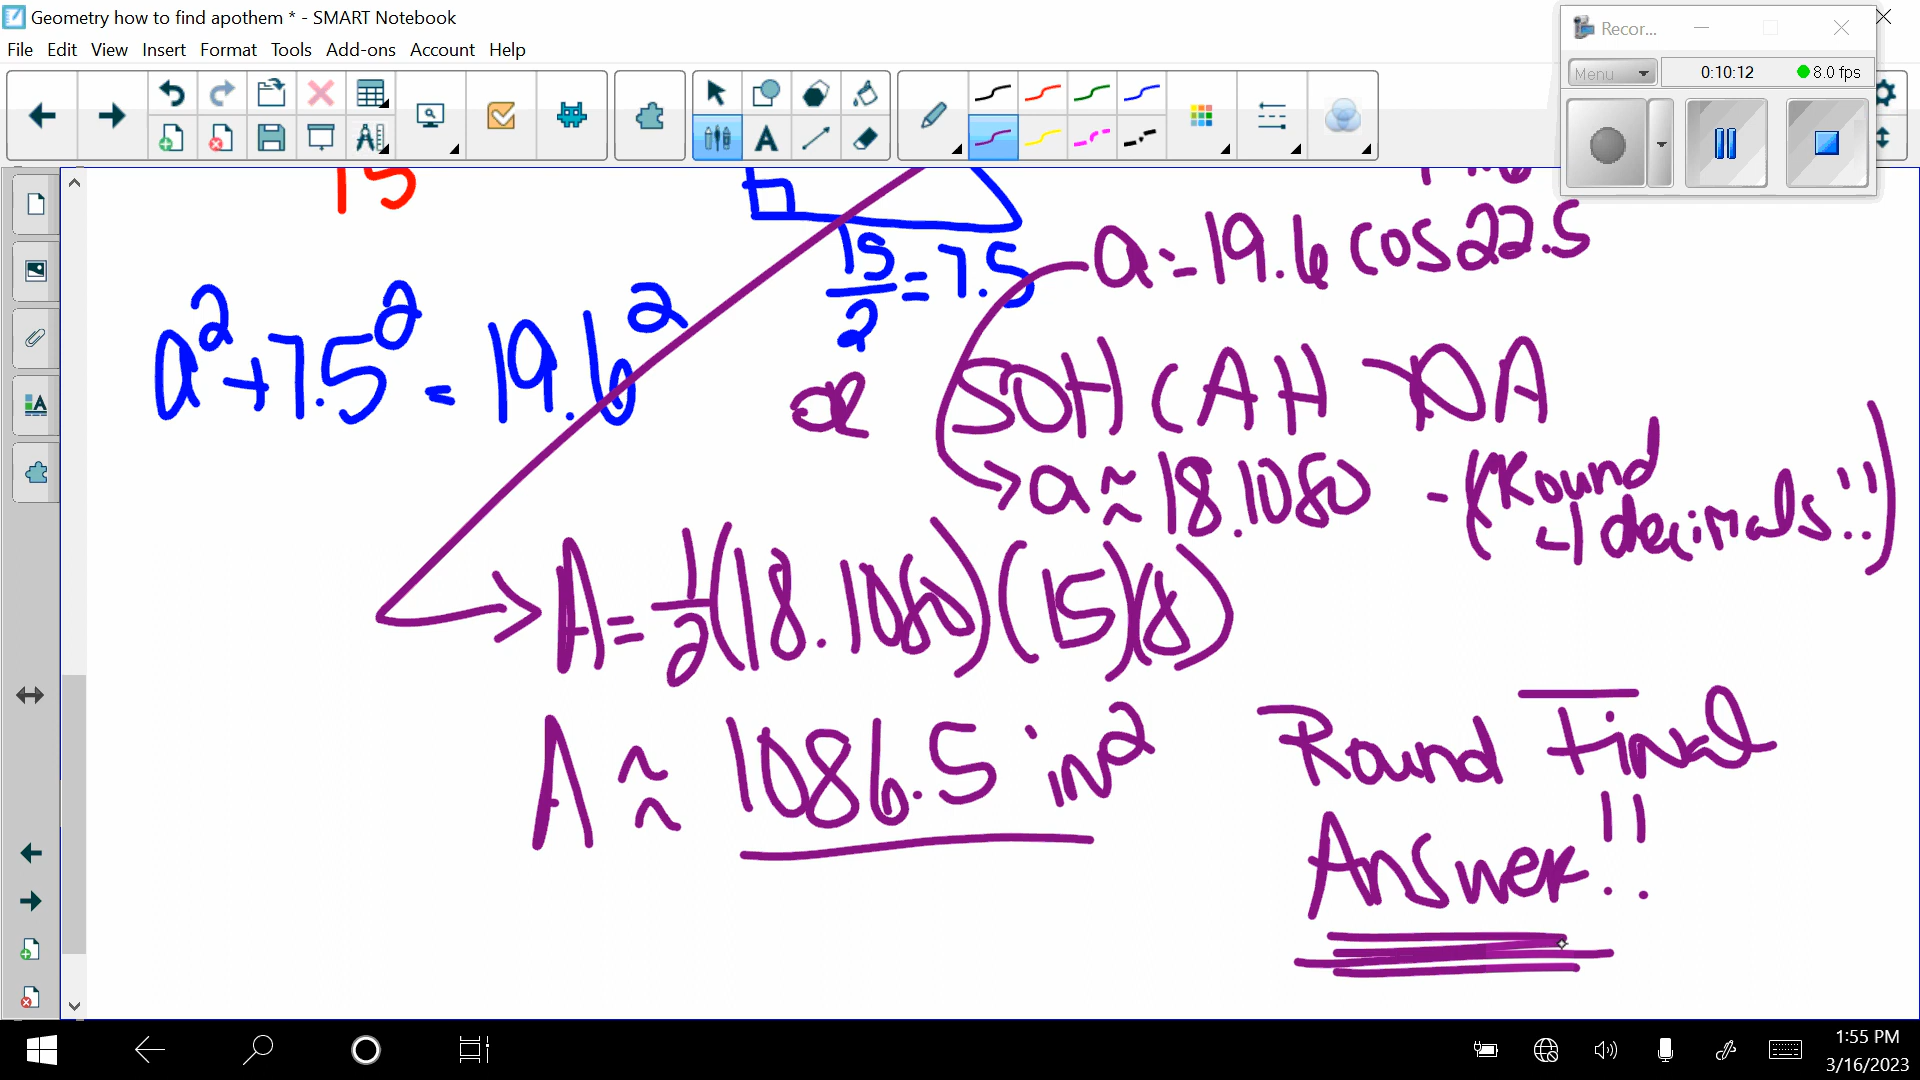 Geometry how to find apothem * - SMART Notebook
File Edit View Insert Format Tools Add-ons Account Help
Recor...
Menu
0:10:12
8.0 fps
15
a=19.6 cos 22.5
15/2 = 7.5
a²+7.5² = 19.6²
or
SOH CAH TOA
a≈18.1080 - (Round 4 decimals!!)
A=1/2(18.1080)(15)(8)
A≈1086.5 in²
Round Final
Answer!!
1:55 PM
3/16/2023